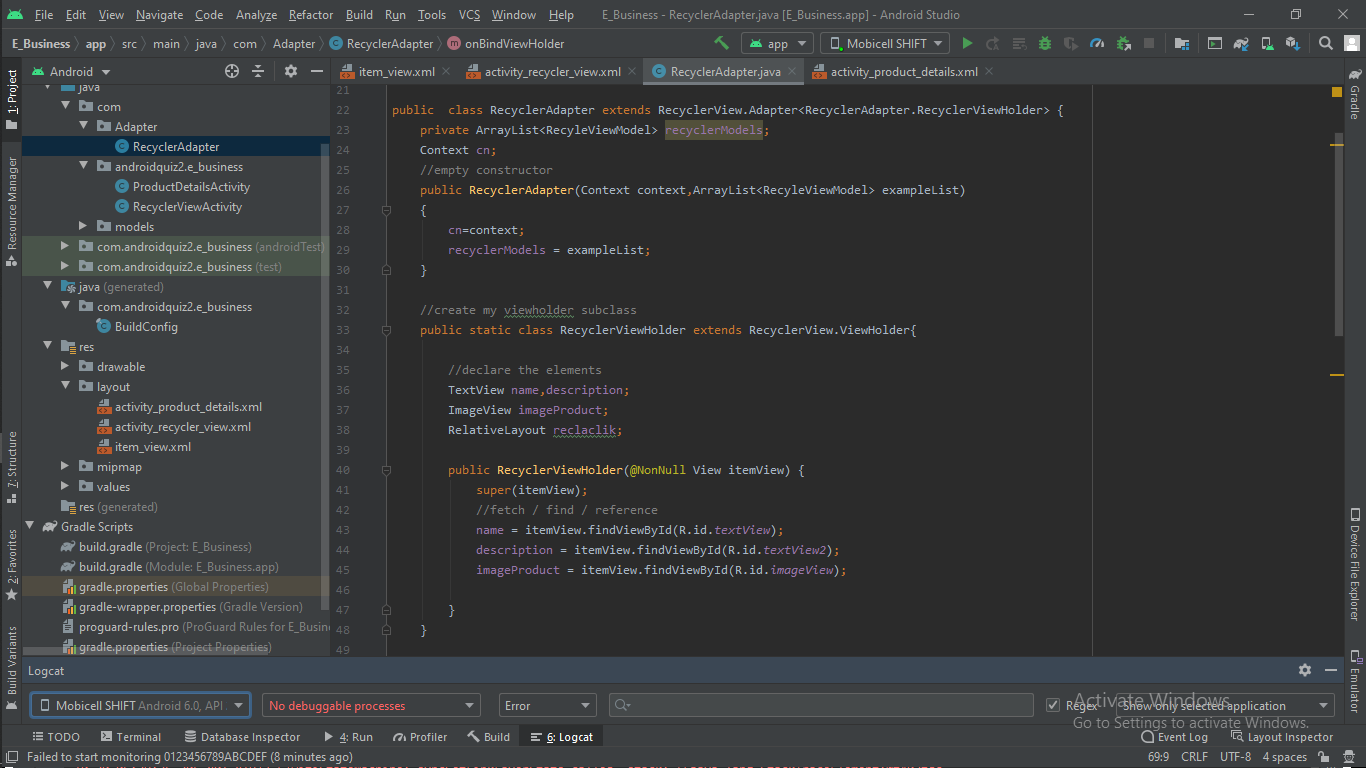 File Edit View Navigate Code Analyze Refactor Build Run Tools VCS Window Help E_Business - RecyclerAdapter.java [E_Business.app] - Android Studio
E_Business app src main java com Adapter RecyclerAdapter onBindViewHolder app Mobicell SHIFT
1: Project
Resource Manager
7: Structure
2: Favorites
Build Variants
Android
java
com
Adapter
RecyclerAdapter
androidquiz2.e_business
ProductDetailsActivity
RecyclerViewActivity
models
com.androidquiz2.e_business (androidTest)
com.androidquiz2.e_business (test)
java (generated)
com.androidquiz2.e_business
BuildConfig
res
drawable
layout
activity_product_details.xml
activity_recycler_view.xml
item_view.xml
mipmap
values
res (generated)
Gradle Scripts
build.gradle (Project: E_Business)
build.gradle (Module: E_Business.app)
gradle.properties (Global Properties)
gradle-wrapper.properties (Gradle Version)
proguard-rules.pro (ProGuard Rules for E_Busin
gradle.properties (Project Properties)
item_view.xml activity_recycler_view.xml RecyclerAdapter.java activity_product_details.xml
21
22 public class RecyclerAdapter extends RecyclerView.Adapter<RecyclerAdapter.RecyclerViewHolder> {
23 private ArrayList<RecyleViewModel> recyclerModels;
24 Context cn;
25 //empty constructor
26 public RecyclerAdapter(Context context,ArrayList<RecyleViewModel> exampleList)
27 {
28 cn=context;
29 recyclerModels = exampleList;
30 }
31
32 //create my viewholder subclass
33 public static class RecyclerViewHolder extends RecyclerView.ViewHolder{
34
35 //declare the elements
36 TextView name,description;
37 ImageView imageProduct;
38 RelativeLayout reclaclik;
39
40 public RecyclerViewHolder(@NonNull View itemView) {
41 super(itemView);
42 //fetch / find / reference
43 name = itemView.findViewById(R.id.textView);
44 description = itemView.findViewById(R.id.textView2);
45 imageProduct = itemView.findViewById(R.id.imageView);
46
47 }
48 }
49
Gradle
Device File Explorer
Emulator
Logcat
Mobicell SHIFT Android 6.0, API No debuggable processes Error Regex Show only selected application
Activate Windows
Go to Settings to activate Windows.
TODO Terminal Database Inspector 4: Run Profiler Build 6: Logcat Event Log Layout Inspector
Failed to start monitoring 0123456789ABCDEF (8 minutes ago) 69:9 CRLF UTF-8 4 spaces